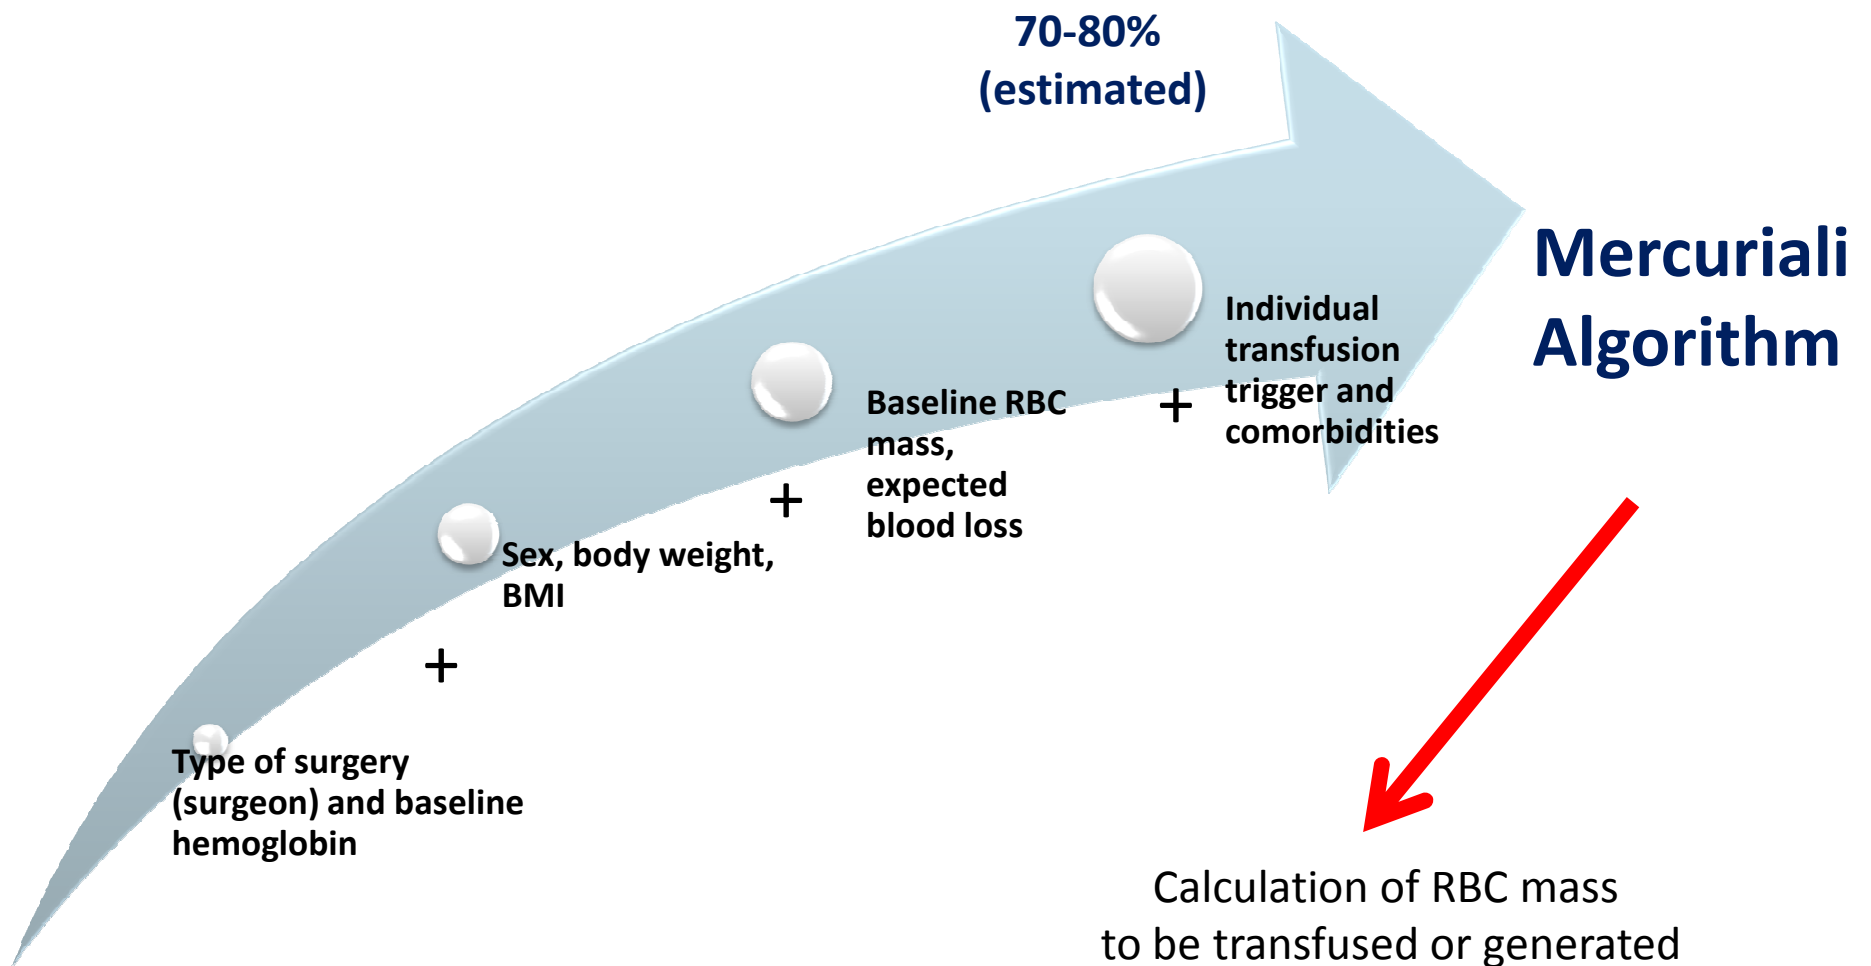 70-80%
(estimated)
Mercuriali
Algorithm
Individual
transfusion
trigger and
comorbidities
+
Baseline RBC
mass,
expected
blood loss
+
Sex, body weight,
BMI
+
Type of surgery
(surgeon) and baseline
hemoglobin
Calculation of RBC mass
to be transfused or generated